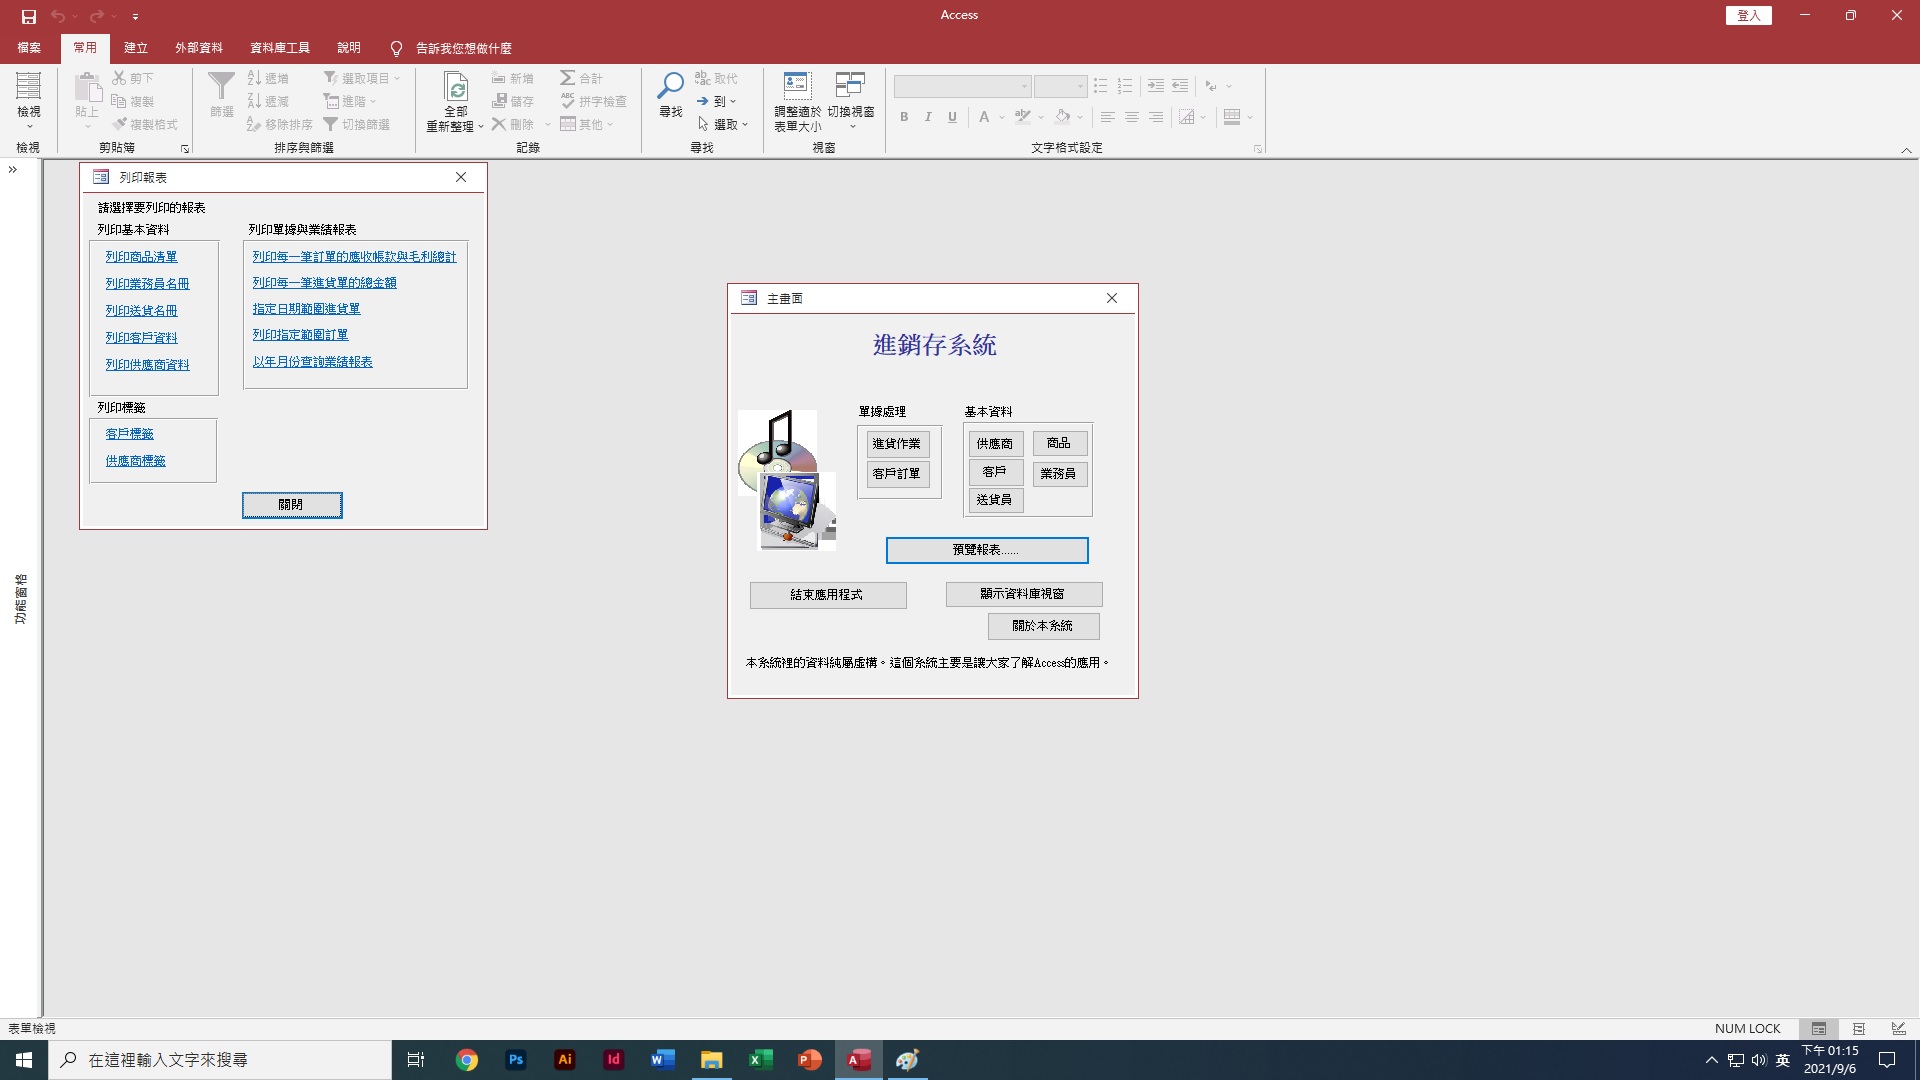 Access
登入
檔案 常用 建立 外部資料 資料庫工具 說明 告訴我您想做什麼
檢視
貼上
剪下
複製
複製格式
篩選
遞增
遞減
移除排序
選取項目
進階
切換篩選
全部
重新整理
新增
儲存
刪除
合計
拼字檢查
其他
尋找
取代
到
選取
調整適於
表單大小
切換視窗
B I U A
檢視 剪貼簿 排序與篩選 記錄 尋找 視窗 文字格式設定
功能窗格
列印報表
請選擇要列印的報表
列印基本資料
列印商品清單
列印業務員名冊
列印送貨名冊
列印客戶資料
列印供應商資料
列印單據與業績報表
列印每一筆訂單的應收帳款與毛利總計
列印每一筆進貨單的總金額
指定日期範圍進貨單
列印指定範圍訂單
以年月份查詢業績報表
列印標籤
客戶標籤
供應商標籤
關閉
主畫面
進銷存系統
單據處理
進貨作業
客戶訂單
基本資料
供應商 商品
客戶 業務員
送貨員
預覽報表......
結束應用程式 顯示資料庫視窗
關於本系統
本系統裡的資料純屬虛構。這個系統主要是讓大家了解Access的應用。
表單檢視
NUM LOCK
在這裡輸入文字來搜尋
英
下午 01:15
2021/9/6